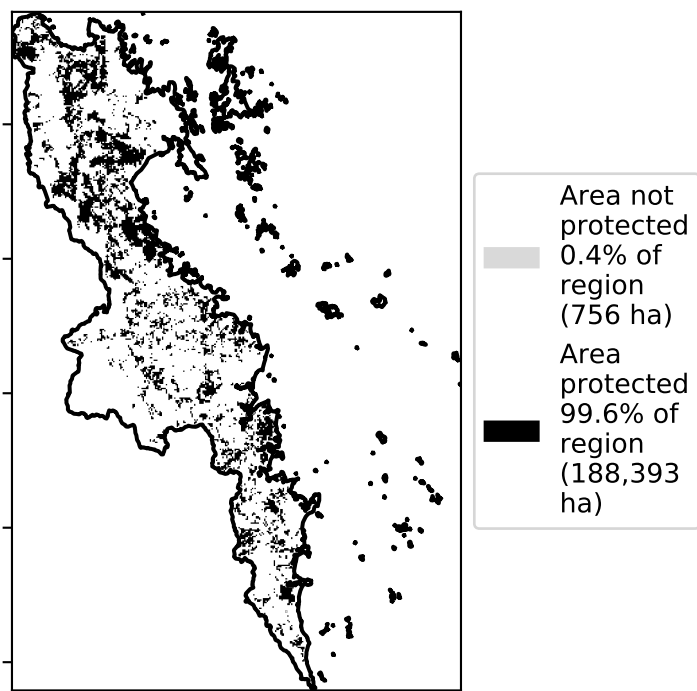 Area not
protected
0.4% of
region
(756 ha)
Area
protected
99.6% of
region
(188,393
ha)